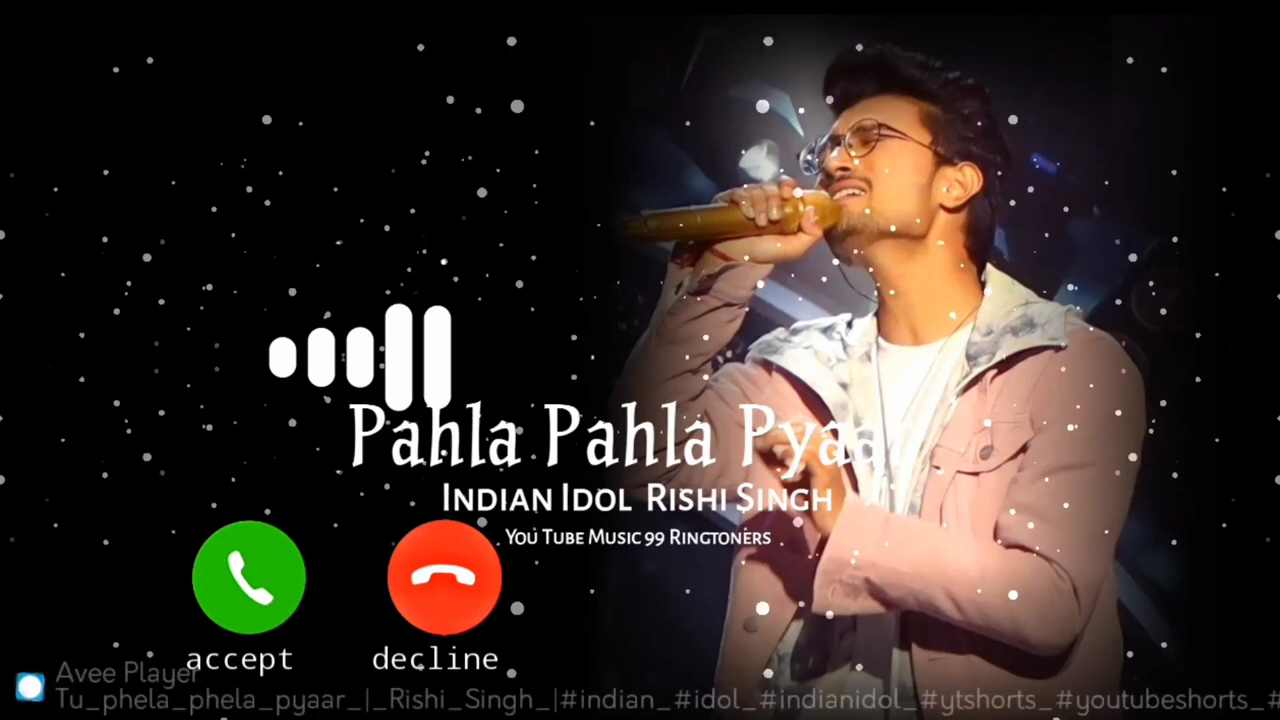 Pahla Pahla Pyaar
INDIAN IDOL RISHI SINGH
YOU TUBE MUSIC 99 RINGTONERS
accept
decline
Avee Player
Tu_phela_phela_pyaar_|_Rishi_Singh_|#indian_#idol_#indianidol_#ytshorts_#youtubeshorts_#